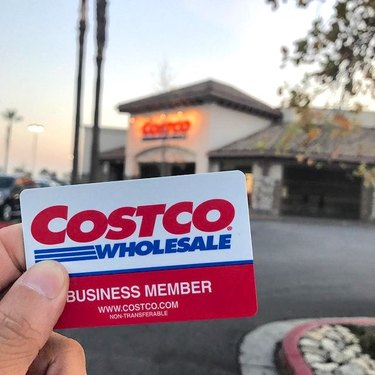 COSTCO
COSTCO®
WHOLESALE
BUSINESS MEMBER
WWW.COSTCO.COM
NON-TRANSFERABLE